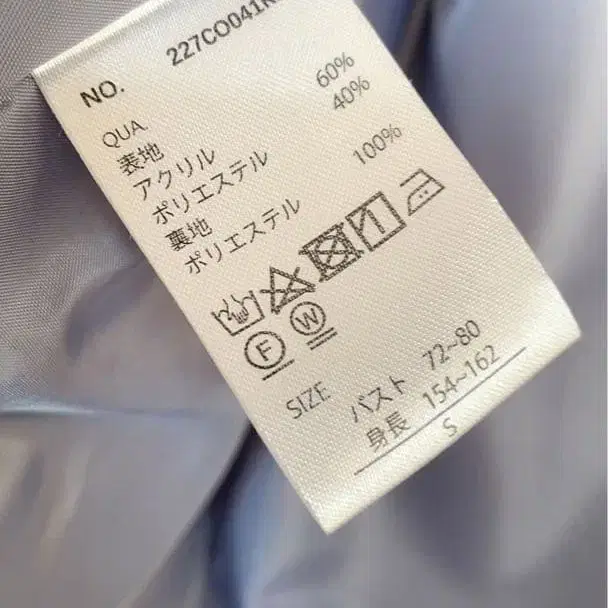 NO. 227CO041
QUA
表地
アクリル 60%
ポリエステル 40%
裏地
ポリエステル 100%
F W
SIZE
バスト 72~80
身長 154~162
S